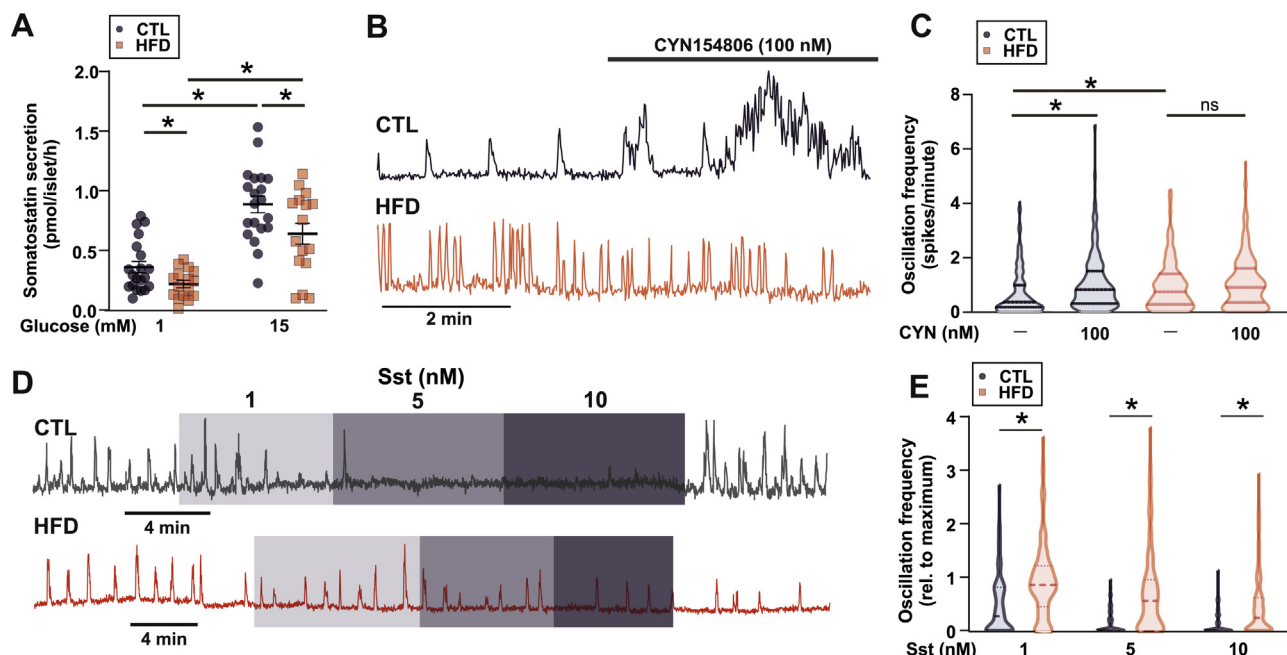 A
CTL
HFD
Somatostatin secretion
(pmol/islet/h)
2.0
1.5
1.0
0.5
0
*
*
*
*
Glucose (mM)
1
15
B
CYN154806 (100 nM)
CTL
HFD
2 min
C
CTL
HFD
Oscillation frequency
(spikes/minute)
8
6
4
2
0
*
*
ns
CYN (nM)
—
100
—
100
D
Sst (nM)
1
5
10
CTL
4 min
HFD
4 min
E
CTL
HFD
Oscillation frequency
(rel. to maximum)
4
3
2
1
0
*
*
*
Sst (nM)
1
5
10